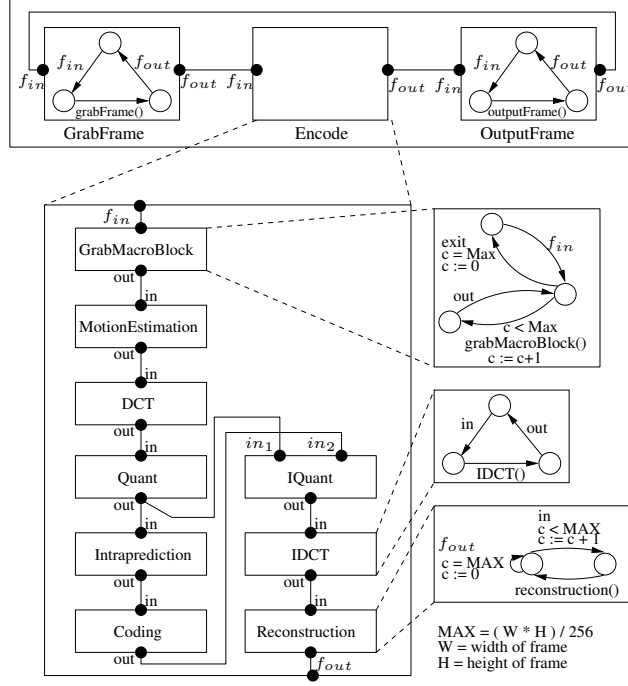 f_in
f_in
f_out
grabFrame()
f_out
GrabFrame
f_in
Encode
f_out
f_in
f_in
f_out
outputFrame()
f_out
OutputFrame
f_in
GrabMacroBlock
out
in
MotionEstimation
out
in
DCT
out
in
Quant
out
in
Intraprediction
out
in
Coding
out
in_1
in_2
IQuant
out
in
IDCT
out
in
Reconstruction
f_out
exit
c = Max
c := 0
f_in
out
c < Max
grabMacroBlock()
c := c+1
in
out
IDCT()
in
c < MAX
c := c + 1
f_out
c = MAX
c := 0
reconstruction()
MAX = ( W * H ) / 256
W = width of frame
H = height of frame